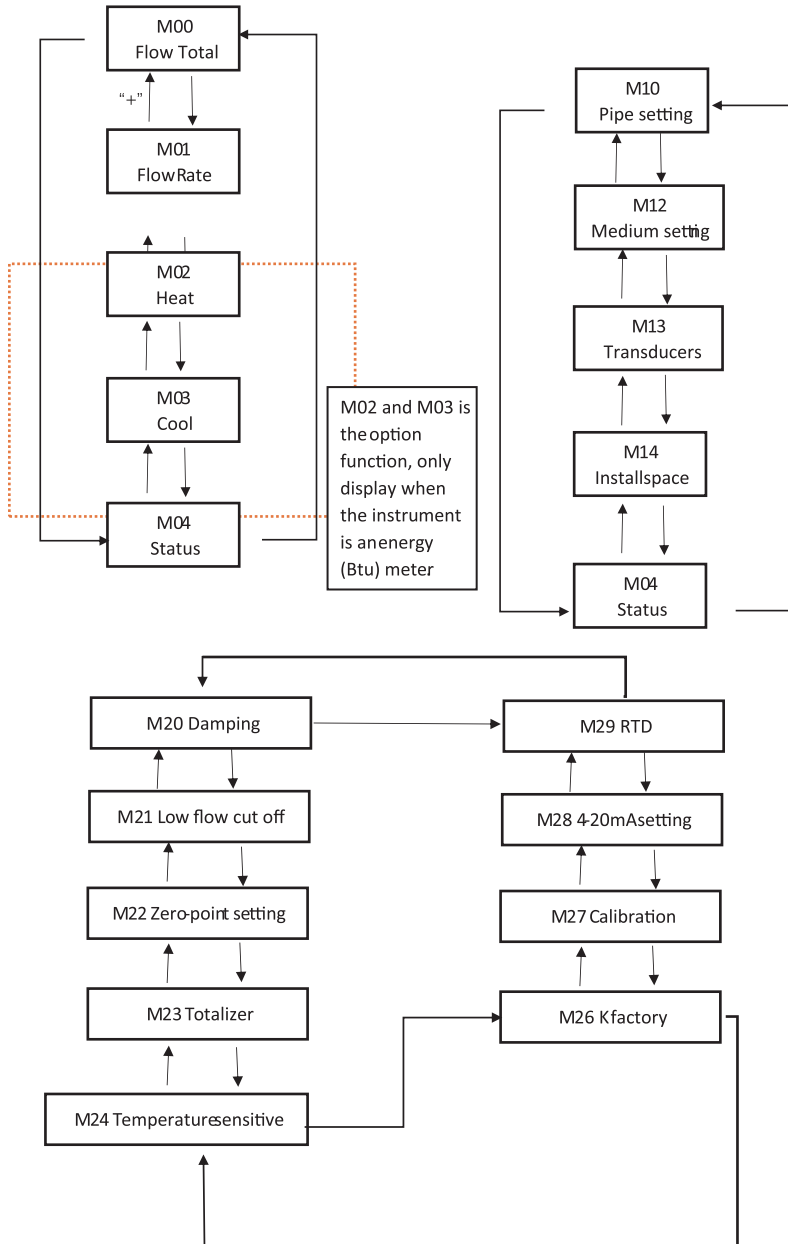 M00
Flow Total
“+”
M01
FlowRate
M02
Heat
M03
Cool
M04
Status
M02 and M03 is
theoption
function, only
display when
the instrument
is anenergy
(Btu) meter
M10
Pipe setting
M12
Medium setting
M13
Transducers
M14
Installspace
M04
Status
M20 Damping
M21 Low flow cut off
M22 Zero-point setting
M23 Totalizer
M24 Temperaturesensitive
M29 RTD
M28 4-20mAsetting
M27 Calibration
M26 Kfactory